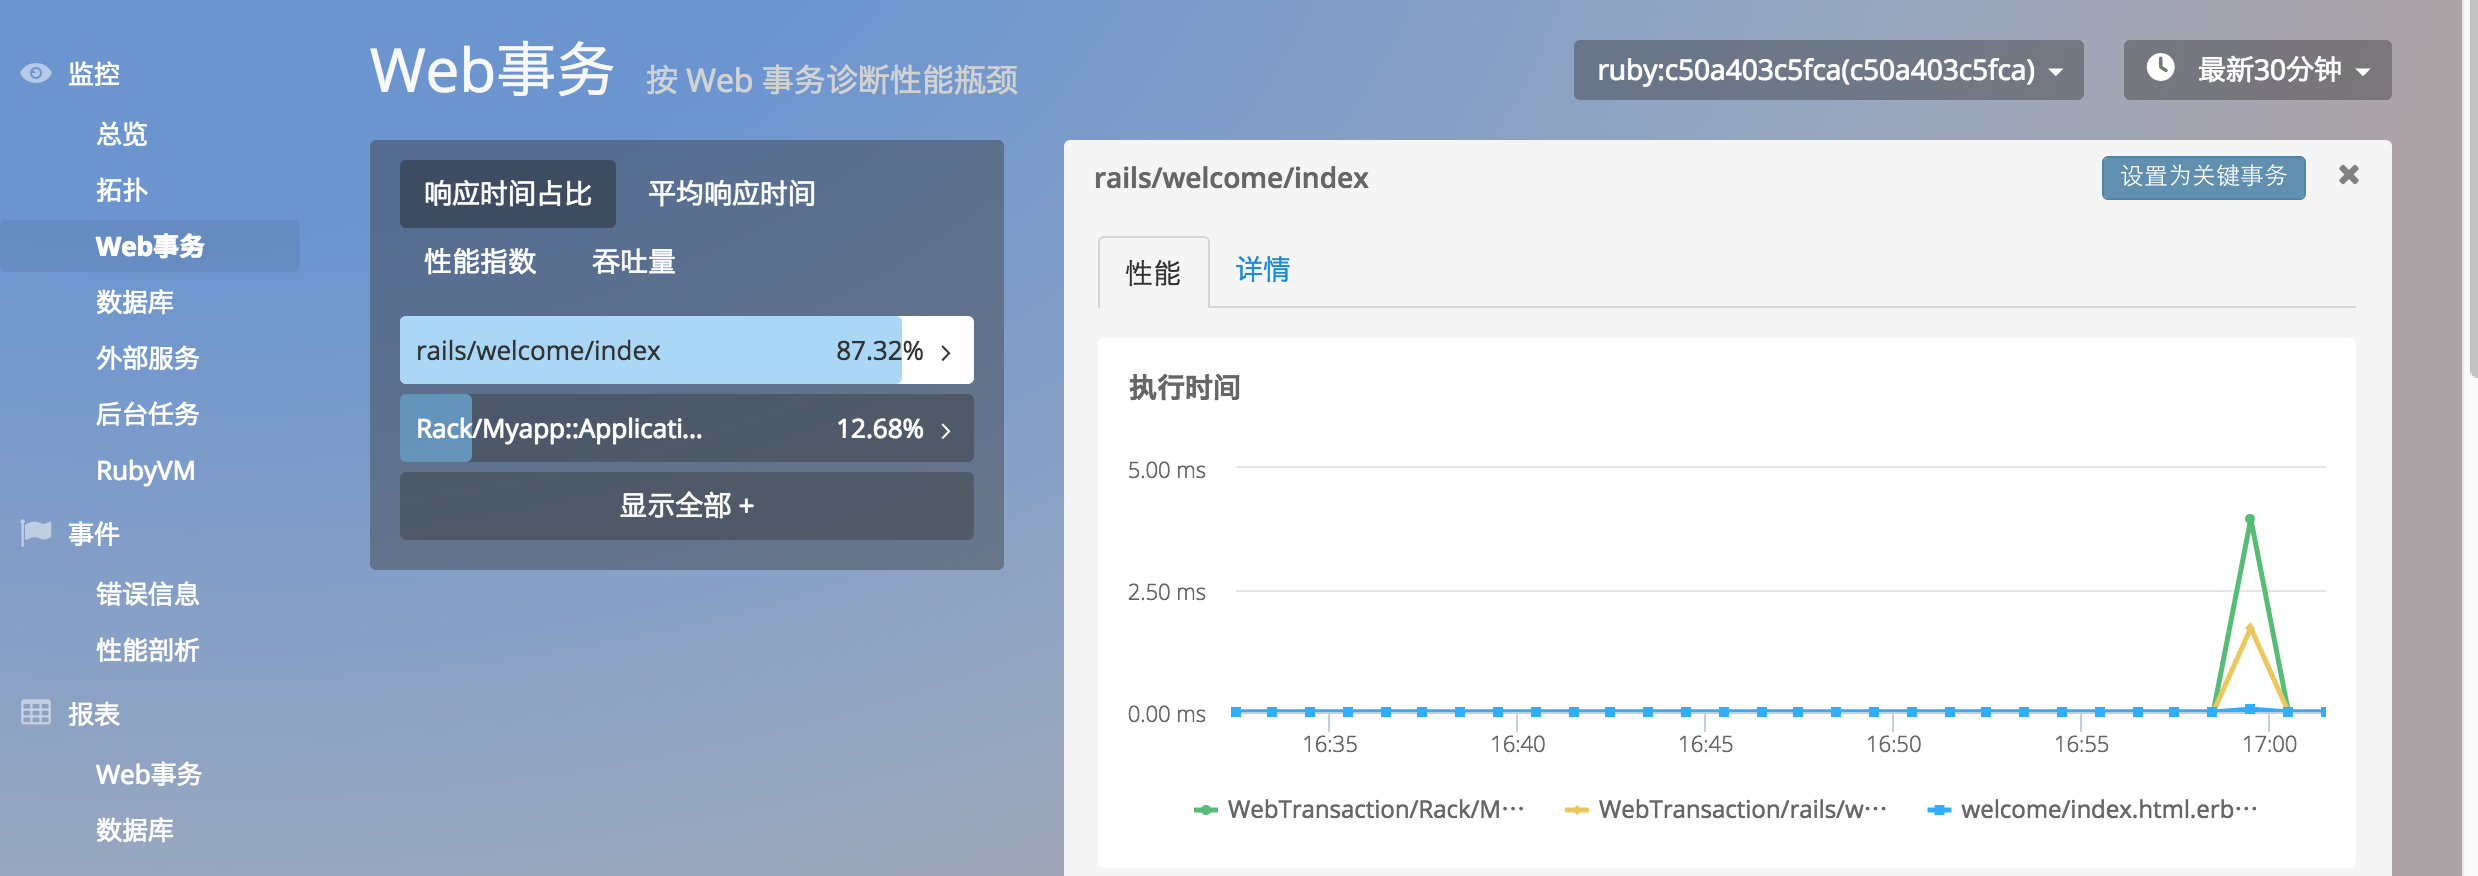 监控
总览
拓扑
Web事务
数据库
外部服务
后台任务
RubyVM
事件
错误信息
性能剖析
报表
Web事务
数据库
Web事务 按 Web 事务诊断性能瓶颈
ruby:c50a403c5fca(c50a403c5fca)
最新30分钟
响应时间占比 平均响应时间
性能指数 吞吐量
rails/welcome/index 87.32%
Rack/Myapp::Applicati... 12.68%
显示全部 +
rails/welcome/index
设置为关键事务
性能 详情
执行时间
5.00 ms
2.50 ms
0.00 ms
16:35 16:40 16:45 16:50 16:55 17:00
WebTransaction/Rack/M··· WebTransaction/rails/w··· welcome/index.html.erb···